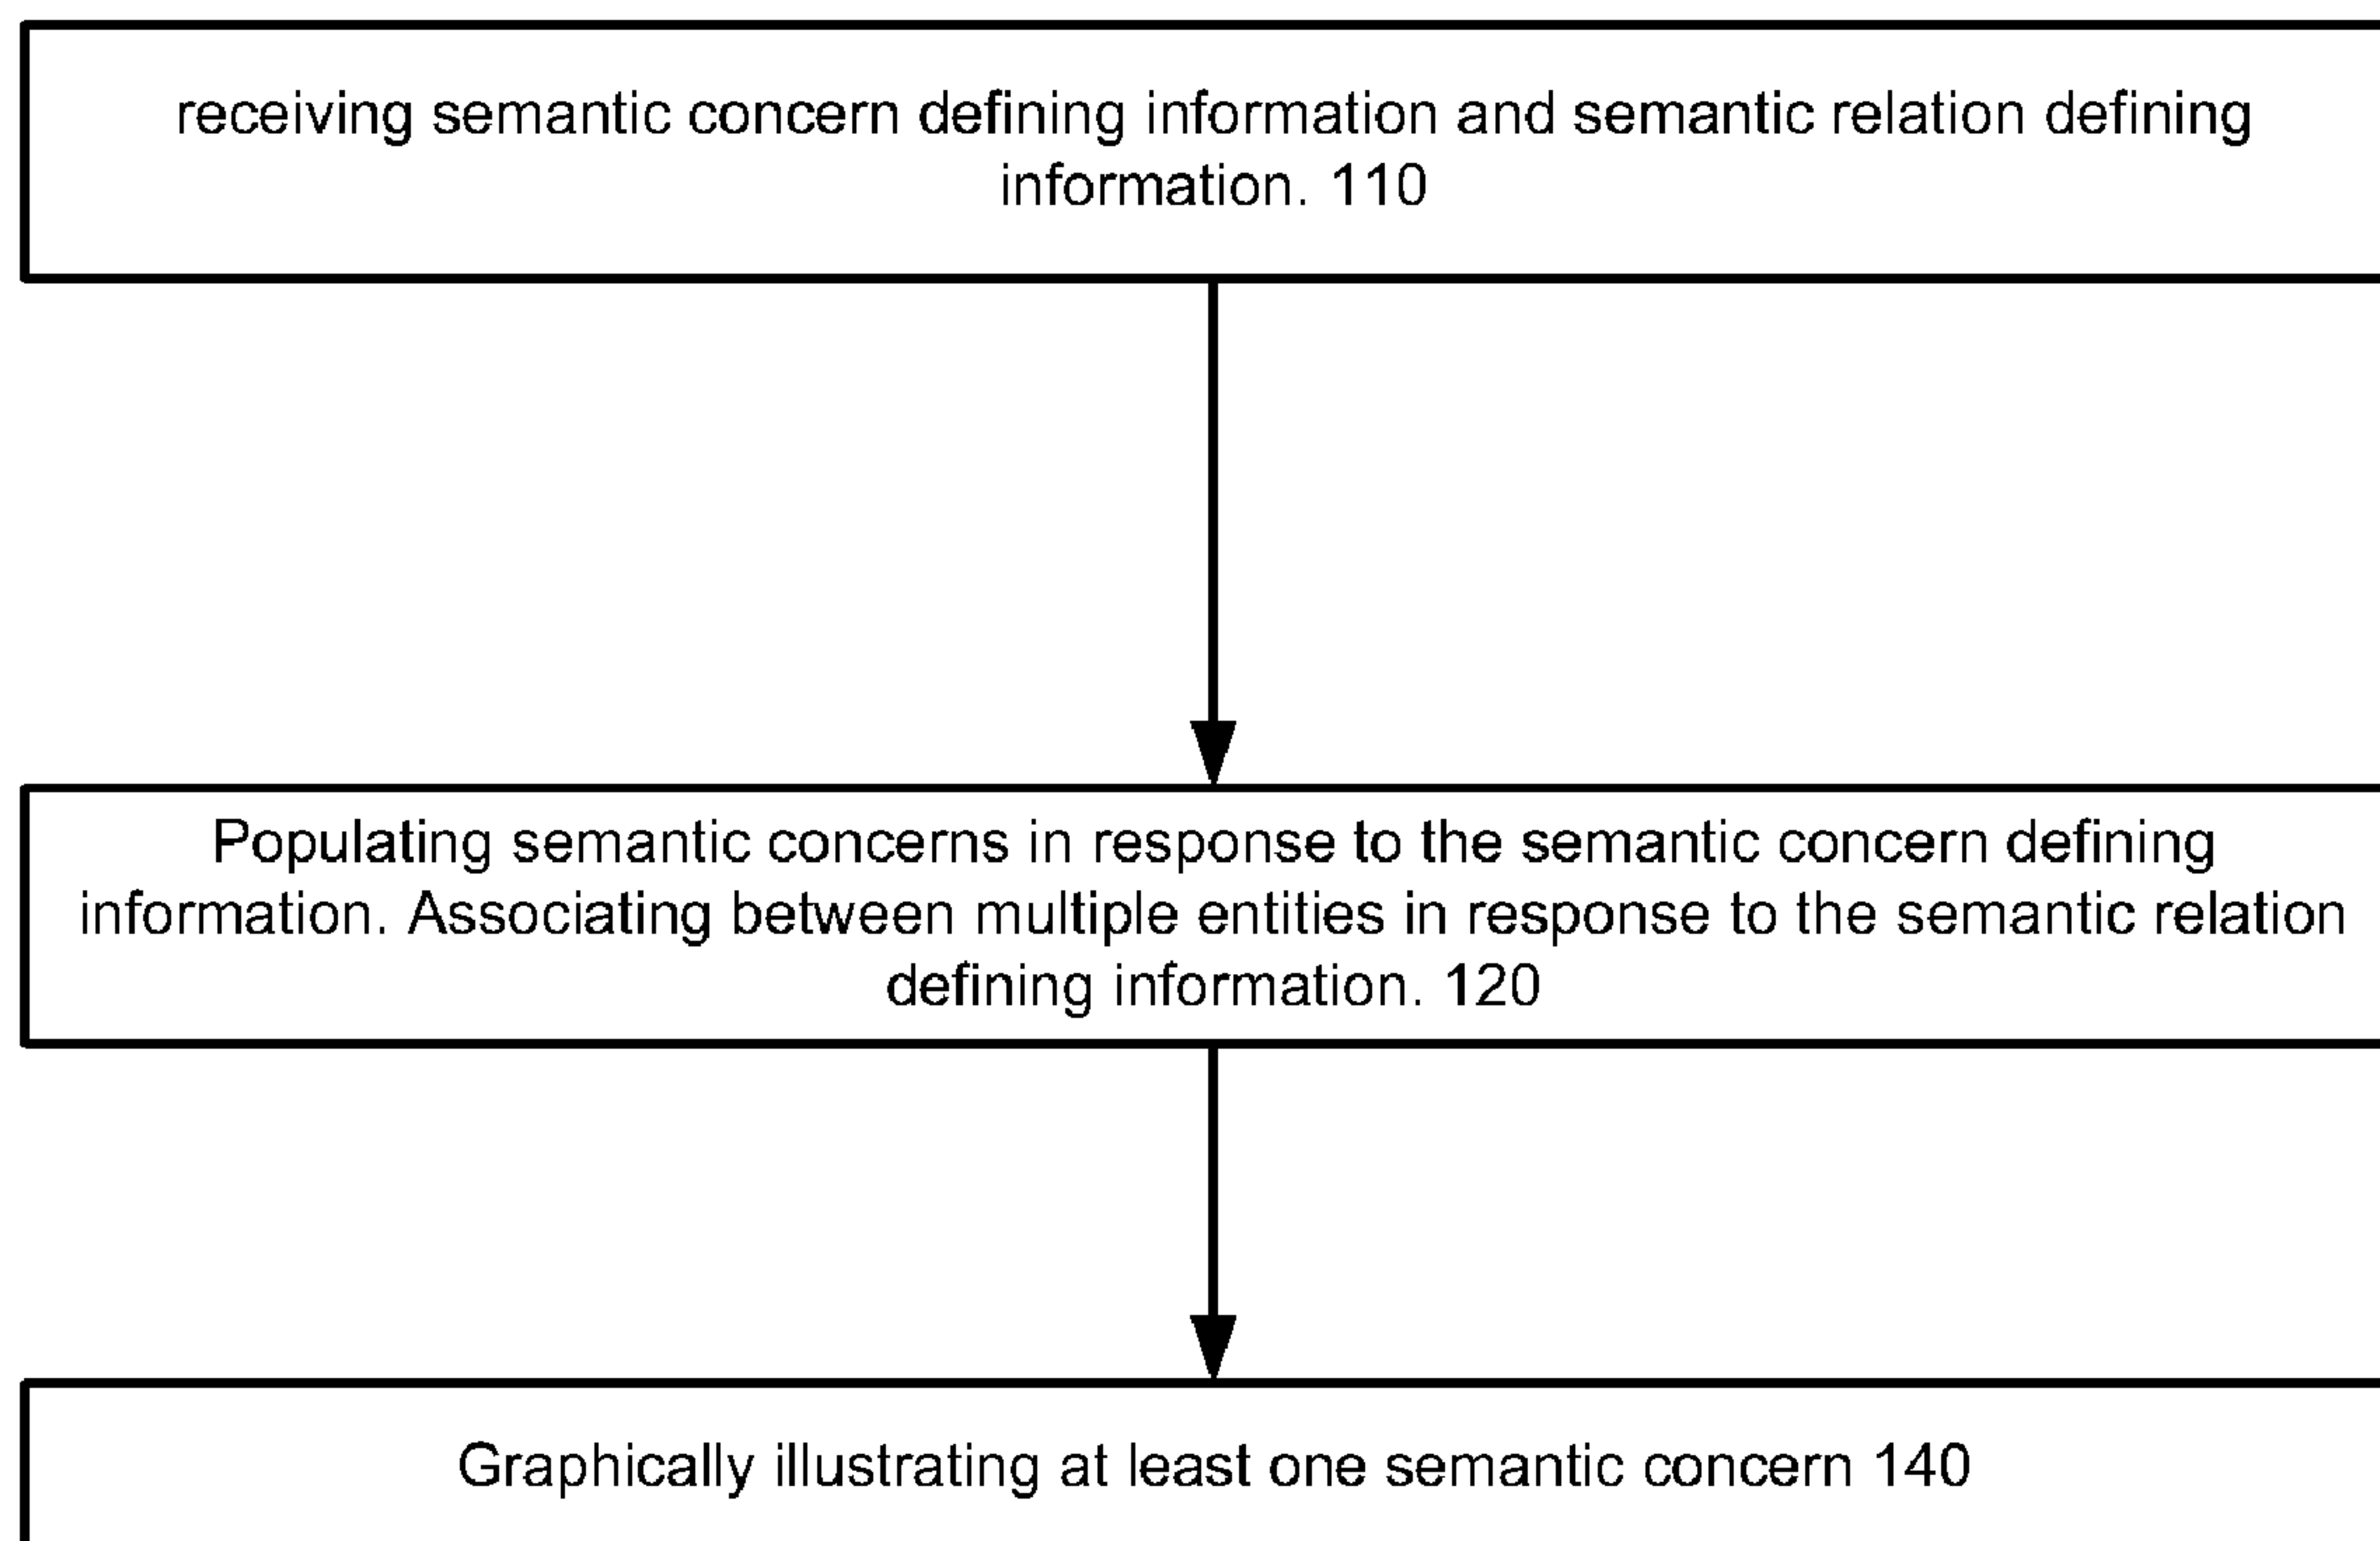 receiving semantic concern defining information and semantic relation defining
information. 110
Populating semantic concerns in response to the semantic concern defining
information. Associating between multiple entities in response to the semantic relation
defining information. 120
Graphically illustrating at least one semantic concern 140